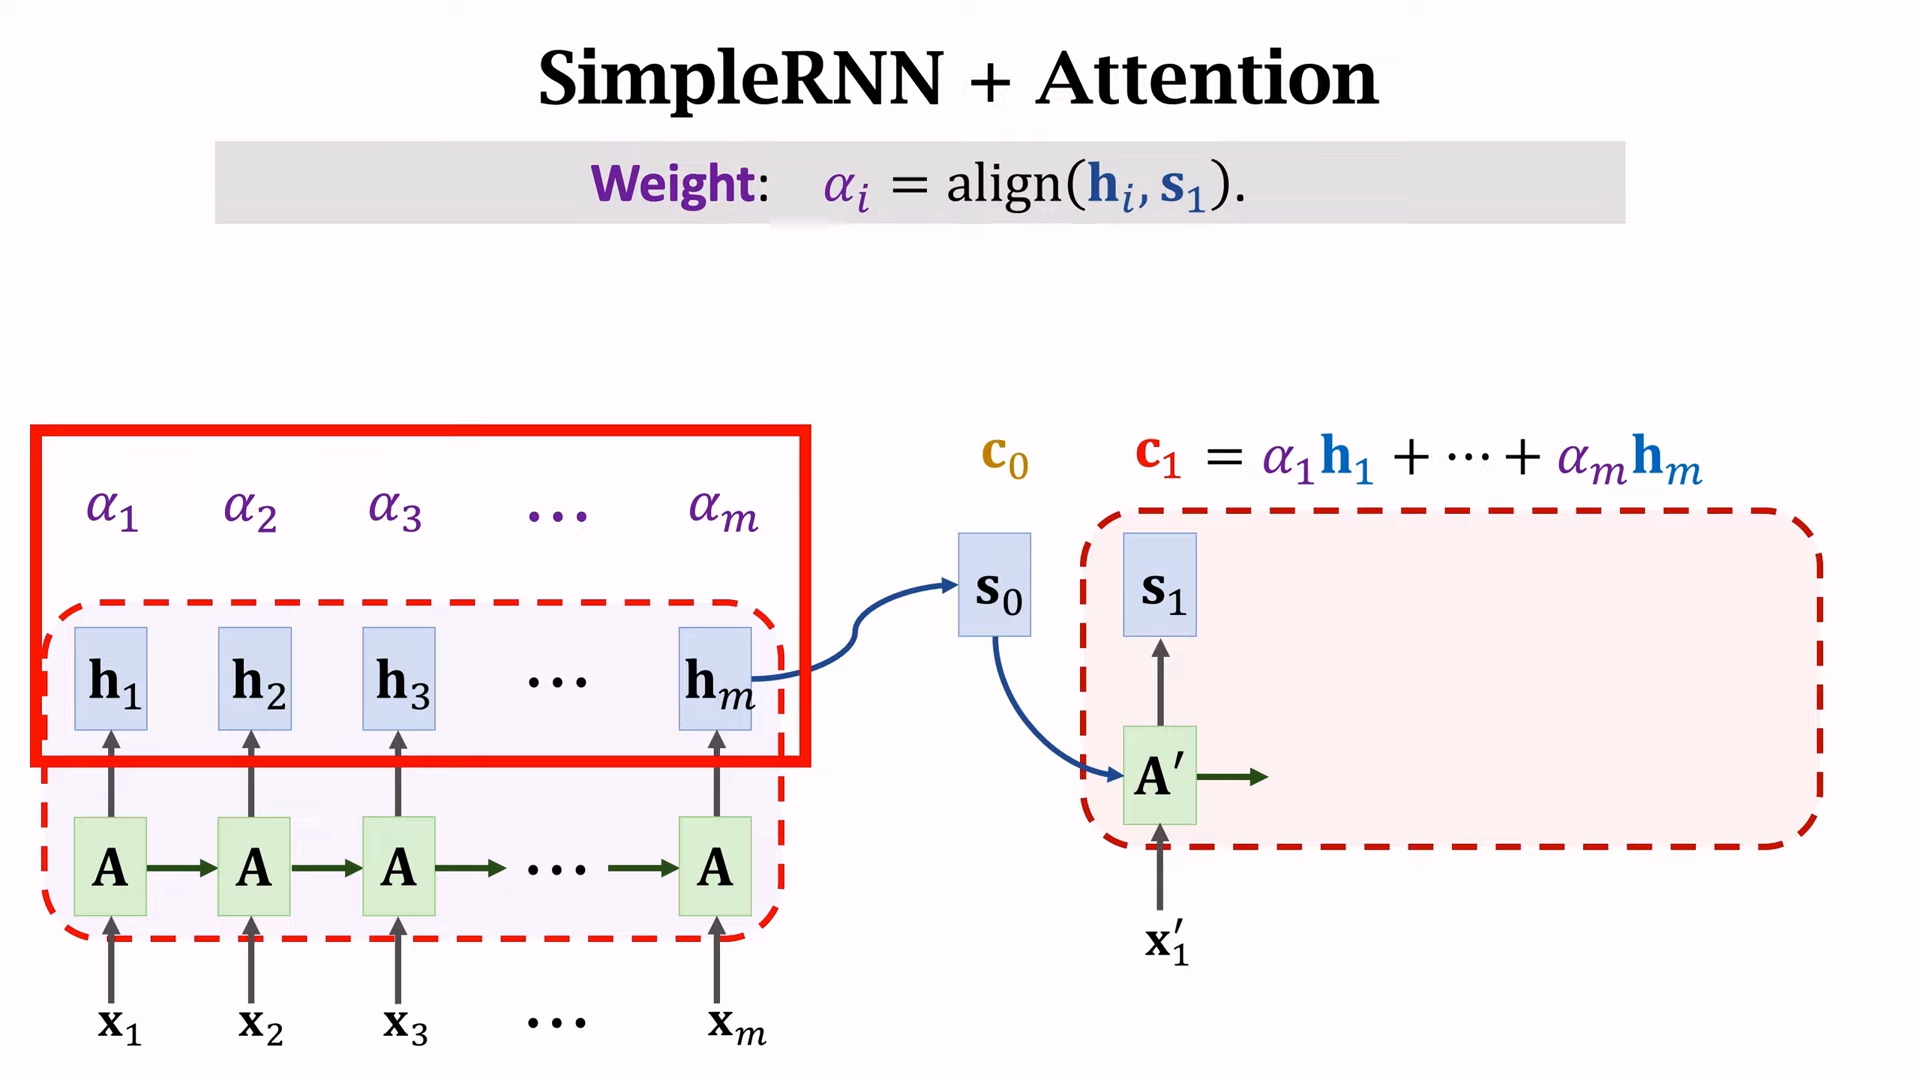 SimpleRNN + Attention
Weight: αᵢ = align(hᵢ, s₁).
c₀ c₁ = α₁h₁ + ⋯ + αₘhₘ
α₁ α₂ α₃ ⋯ αₘ
s₀ s₁
h₁ h₂ h₃ ⋯ hₘ
A′
A A A ⋯ A
x′₁
x₁ x₂ x₃ ⋯ xₘ